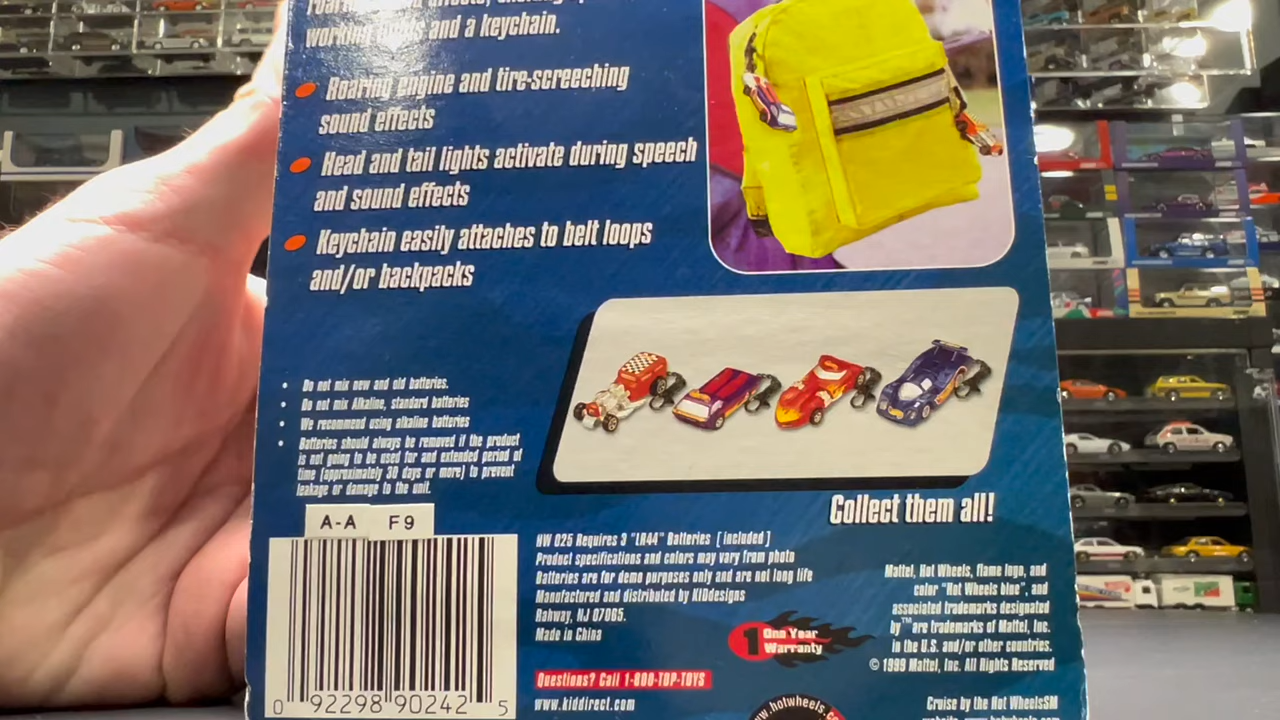 and a keychain.
Roaring engine and tire-screeching
sound effects
Head and tail lights activate during speech
and sound effects
Keychain easily attaches to belt loops
and/or backpacks
• Do not mix new and old batteries.
• Do not mix Alkaline, standard batteries
• We recommend using alkaline batteries
• Batteries should always be removed if the product
is not going to be used for and extended period of
time (approximately 30 days or more) to prevent
leakage or damage to the unit.
A-A F9
0 92298 90242 5
Collect them all!
HW 025 Requires 3 "LR44" Batteries [included]
Product specifications and colors may vary from photo
Batteries are for demo purposes only and are not long life
Manufactured and distributed by KIDdesigns
Rahway, NJ 07065.
Made in China
1 One Year
Warranty
Questions? Call 1-800-TOP-TOYS
www.kiddirect.com
Mattel, Hot Wheels, flame logo, and
color "Hot Wheels blue", and
associated trademarks designated
by ™ are trademarks of Mattel, Inc.
in the U.S. and/or other countries.
© 1999 Mattel, Inc. All Rights Reserved
www.hotwheels.c
Cruise by the Hot WheelsSM